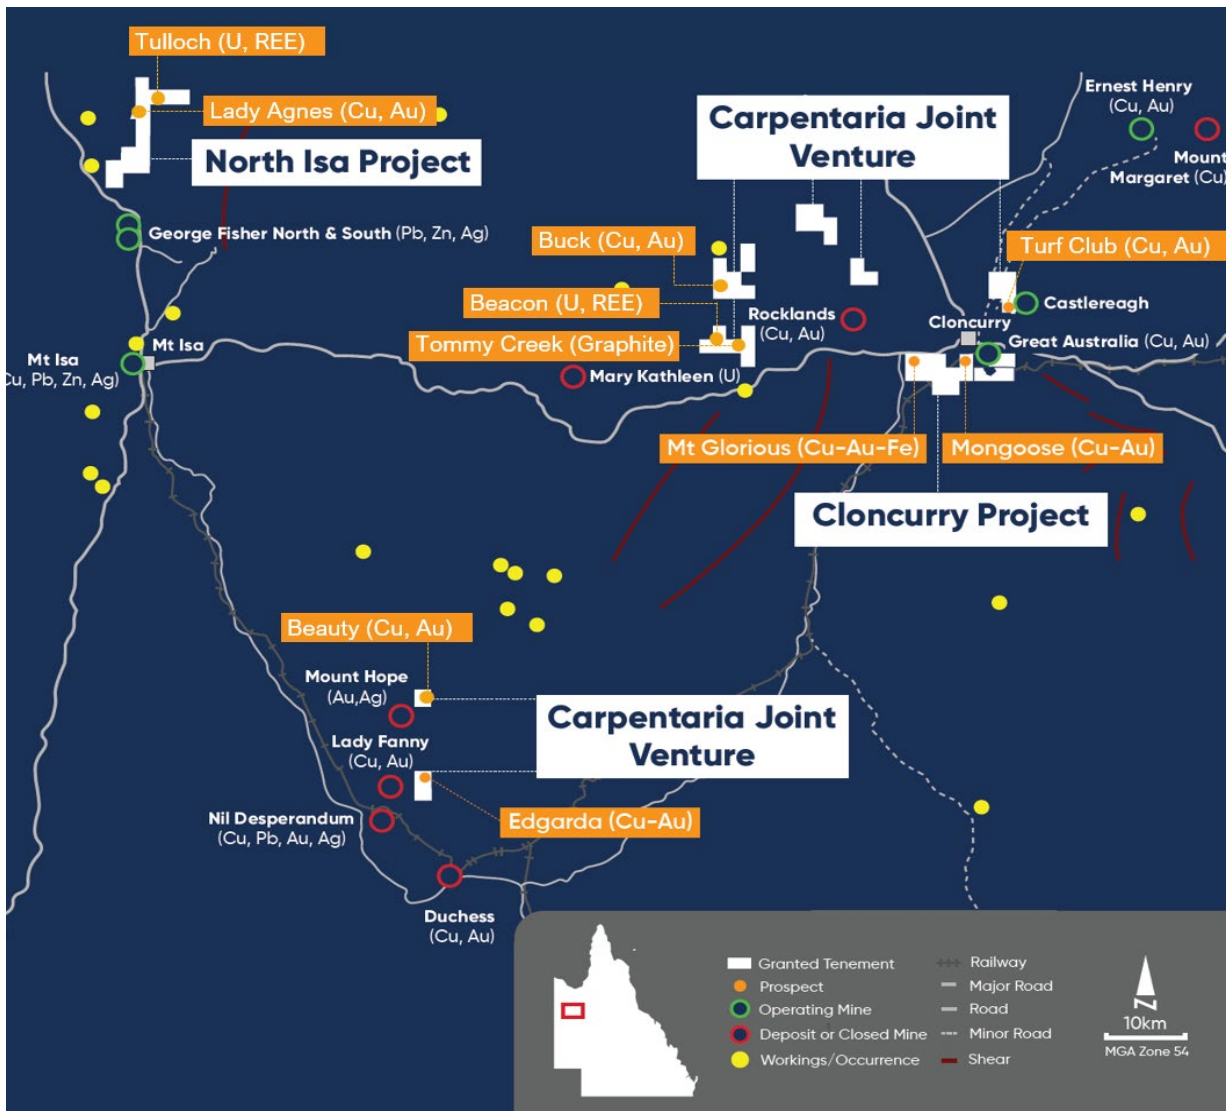 Tulloch (U, REE)
Lady Agnes (Cu, Au)
North Isa Project
George Fisher North & South (Pb, Zn, Ag)
Mt Isa
Mt Isa
Cu, Pb, Zn, Ag)
Carpentaria Joint
Venture
Ernest Henry
(Cu, Au)
Mount
Margaret (Cu)
Buck (Cu, Au)
Turf Club (Cu, Au)
Beacon (U, REE)
Rocklands
(Cu, Au)
Castlereagh
Cloncurry
Tommy Creek (Graphite)
Great Australia (Cu, Au)
Mary Kathleen (U)
Mt Glorious (Cu-Au-Fe)
Mongoose (Cu-Au)
Cloncurry Project
Beauty (Cu, Au)
Mount Hope
(Au,Ag)
Carpentaria Joint
Venture
Lady Fanny
(Cu, Au)
Edgarda (Cu-Au)
Nil Desperandum
(Cu, Pb, Au, Ag)
Duchess
(Cu, Au)
Granted Tenement
Prospect
Operating Mine
Deposit or Closed Mine
Workings/Occurrence
Railway
Major Road
Road
Minor Road
Shear
N
10km
MGA Zone 54